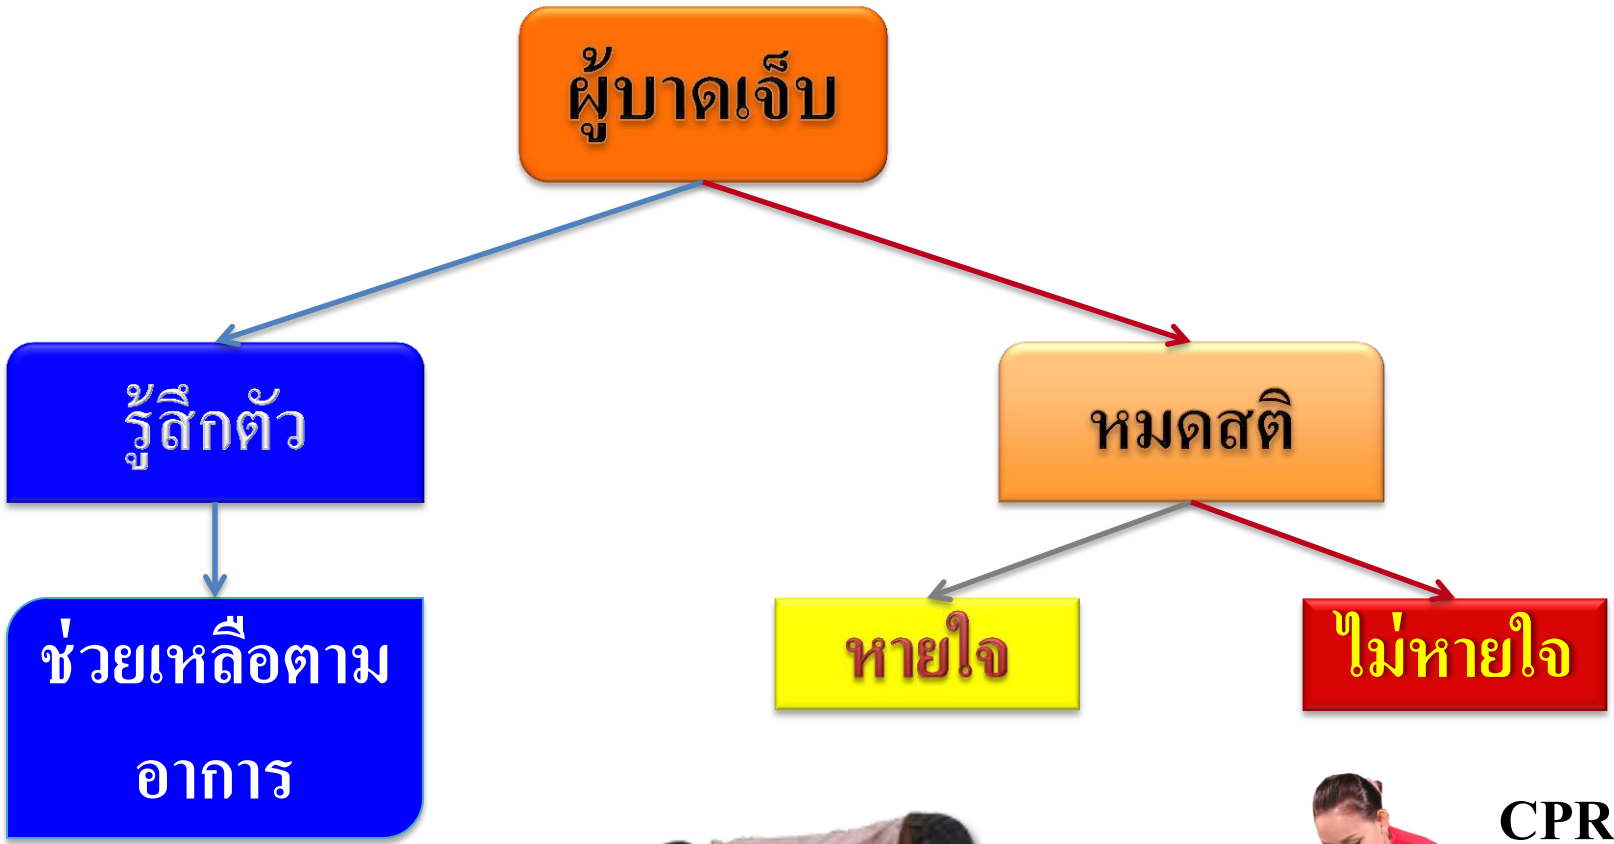 ผู้บาดเจ็บ
รู้สึกตัว
หมดสติ
ช่วยเหลือตาม
อาการ
หายใจ
ไม่หายใจ
CPR